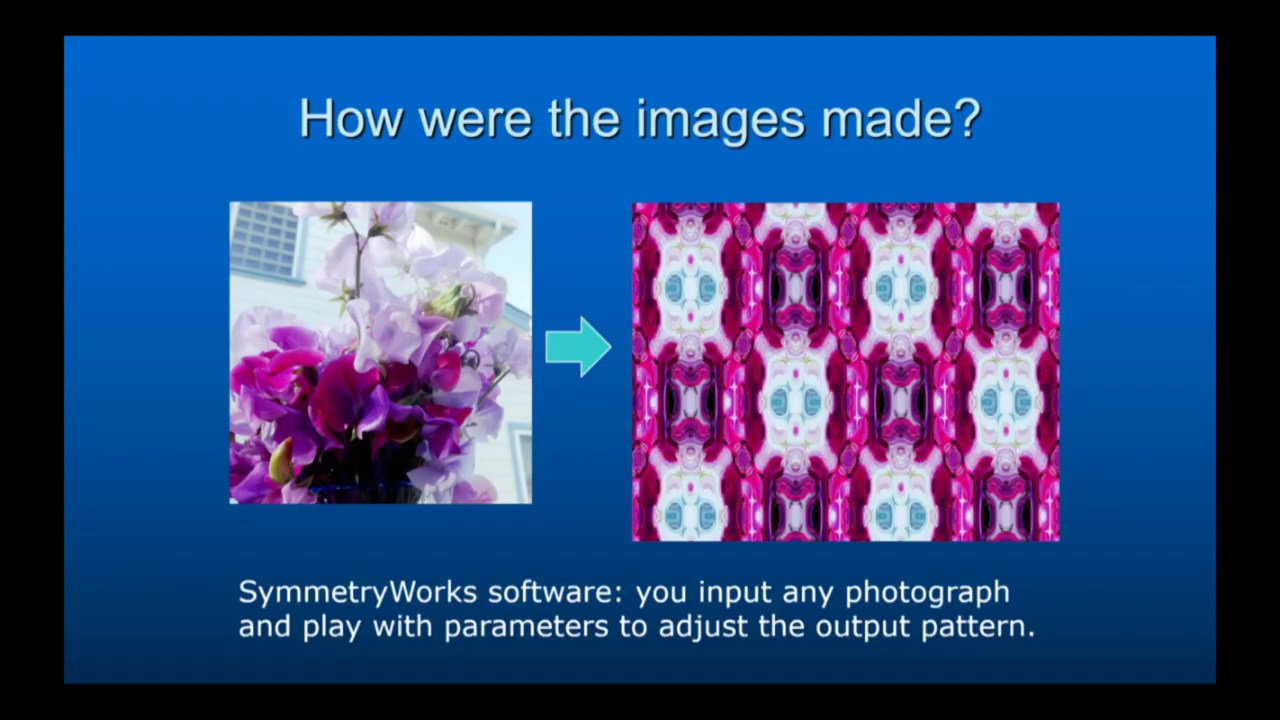 How were the images made?
SymmetryWorks software: you input any photograph
and play with parameters to adjust the output pattern.